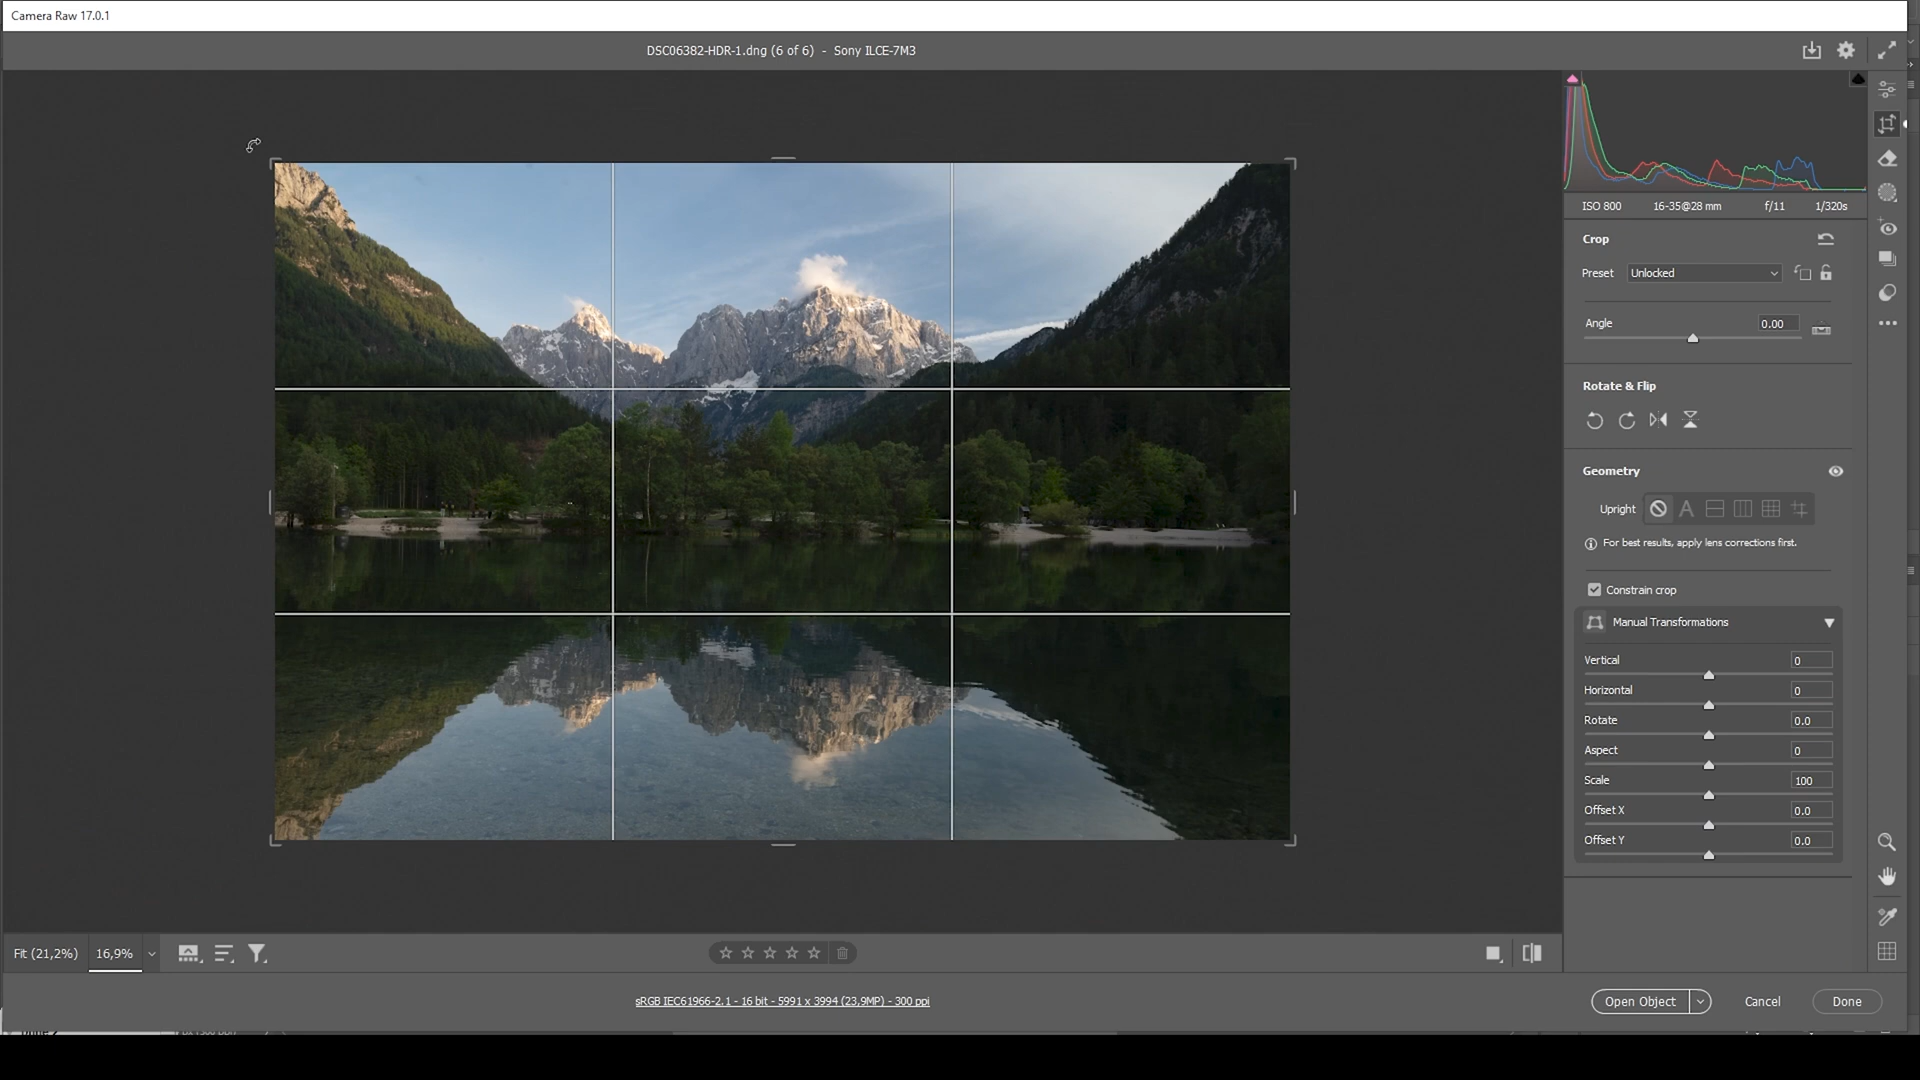 Camera Raw 17.0.1
DSC06382-HDR-1.dng (6 of 6) - Sony ILCE-7M3
ISO 800 16-35@28 mm f/11 1/320s
Crop
Preset Unlocked
Angle 0.00
Rotate & Flip
Geometry
Upright
For best results, apply lens corrections first.
Constrain crop
Manual Transformations
Vertical 0
Horizontal 0
Rotate 0.0
Aspect 0
Scale 100
Offset X 0.0
Offset Y 0.0
Fit (21,2%) 16,9%
sRGB IEC61966-2.1 - 16 bit - 5991 x 3994 (23,9MP) - 300 ppi
Open Object Cancel Done